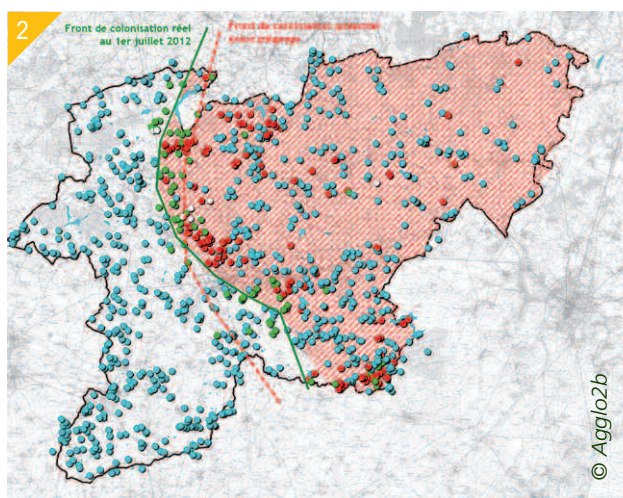 2
Front de colonisation réel
au 1er juillet 2012
Front de colonisation
© Agglo2b